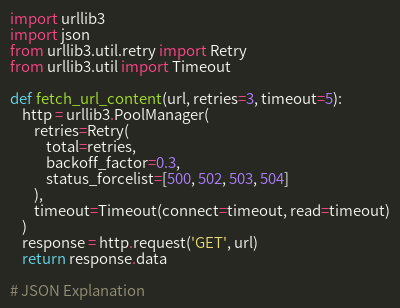 import urllib3
import json
from urllib3.util.retry import Retry
from urllib3.util import Timeout

def fetch_url_content(url, retries=3, timeout=5):
    http = urllib3.PoolManager(
        retries=Retry(
            total=retries,
            backoff_factor=0.3,
            status_forcelist=[500, 502, 503, 504]
        ),
        timeout=Timeout(connect=timeout, read=timeout)
    )
    response = http.request('GET', url)
    return response.data

# JSON Explanation